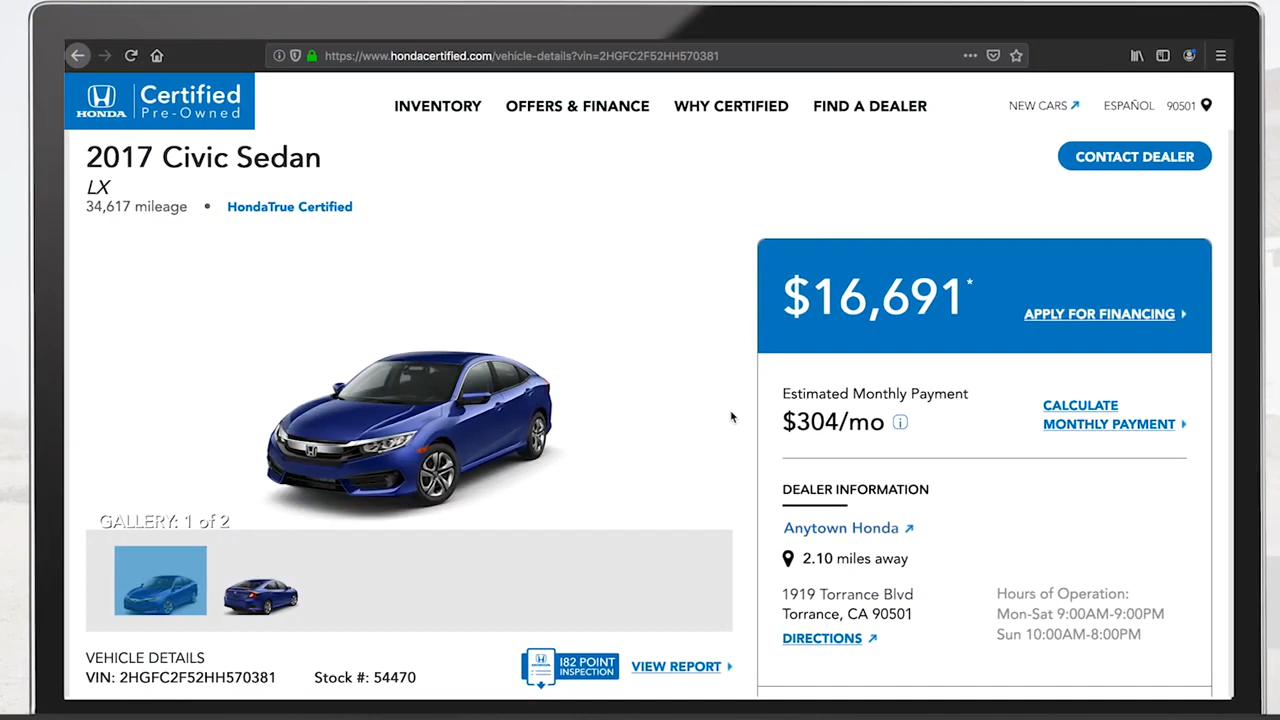 https://www.hondacertified.com/vehicle-details?vin=2HGFC2F52HH570381
HONDA
Certified
Pre-Owned
INVENTORY
OFFERS & FINANCE
WHY CERTIFIED
FIND A DEALER
NEW CARS
ESPAÑOL
90501
2017 Civic Sedan
CONTACT DEALER
LX
34,617 mileage • HondaTrue Certified
$16,691*
APPLY FOR FINANCING
Estimated Monthly Payment
$304/mo
CALCULATE
MONTHLY PAYMENT
DEALER INFORMATION
Anytown Honda
2.10 miles away
1919 Torrance Blvd
Torrance, CA 90501
DIRECTIONS
Hours of Operation:
Mon-Sat 9:00AM-9:00PM
Sun 10:00AM-8:00PM
GALLERY: 1 of 2
VEHICLE DETAILS
VIN: 2HGFC2F52HH570381
Stock #: 54470
182 POINT
INSPECTION
VIEW REPORT